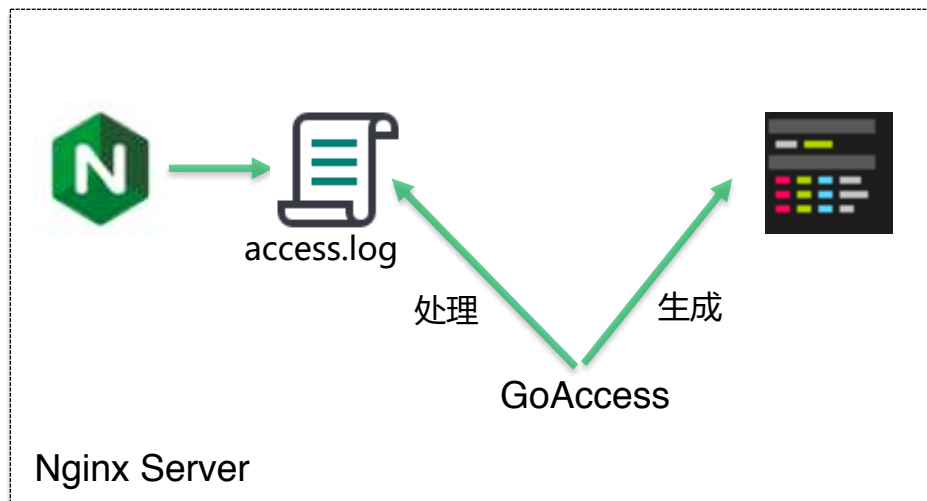 N
access.log
处理
生成
GoAccess
Nginx Server